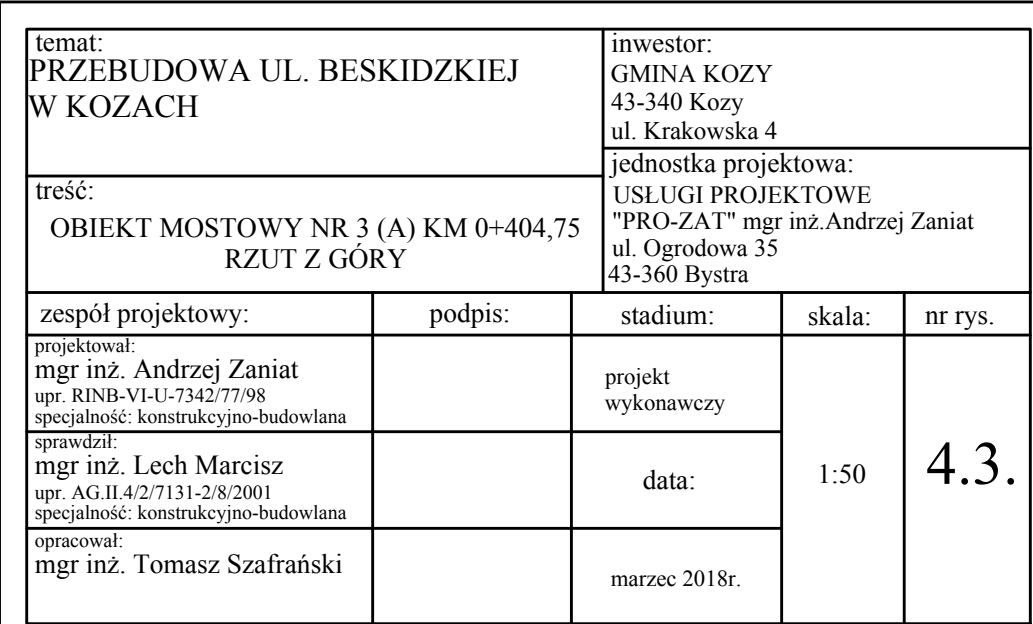 temat:
PRZEBUDOWA UL. BESKIDZKIEJ
W KOZACH
inwestor:
GMINA KOZY
43-340 Kozy
ul. Krakowska 4
treść:
OBIEKT MOSTOWY NR 3 (A) KM 0+404,75
RZUT Z GÓRY
jednostka projektowa:
USŁUGI PROJEKTOWE
"PRO-ZAT" mgr inż.Andrzej Zaniat
ul. Ogrodowa 35
43-360 Bystra
zespół projektowy:
podpis:
stadium:
skala:
nr rys.
projektował:
mgr inż. Andrzej Zaniat
upr. RINB-VI-U-7342/77/98
specjalność: konstrukcyjno-budowlana
projekt
wykonawczy
sprawdził:
mgr inż. Lech Marcisz
upr. AG.II.4/2/7131-2/8/2001
specjalność: konstrukcyjno-budowlana
data:
1:50
4.3.
opracował:
mgr inż. Tomasz Szafrański
marzec 2018r.